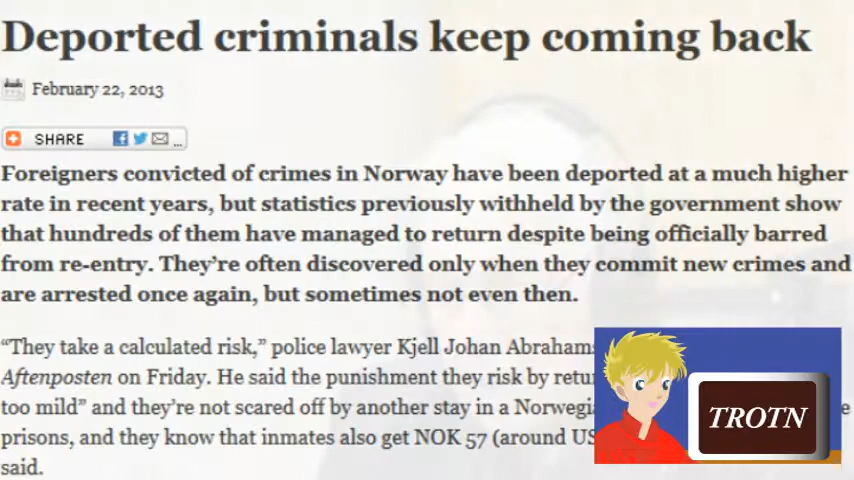 Deported criminals keep coming back
February 22, 2013
SHARE ...
Foreigners convicted of crimes in Norway have been deported at a much higher
rate in recent years, but statistics previously withheld by the government show
that hundreds of them have managed to return despite being officially barred
from re-entry. They're often discovered only when they commit new crimes and
are arrested once again, but sometimes not even then.
“They take a calculated risk,” police lawyer Kjell Johan
Aftenposten on Friday. He said the punishment they risk by
too mild” and they're not scared off by another stay in a
prisons, and they know that inmates also get NOK 57 (around
said.
TROTN